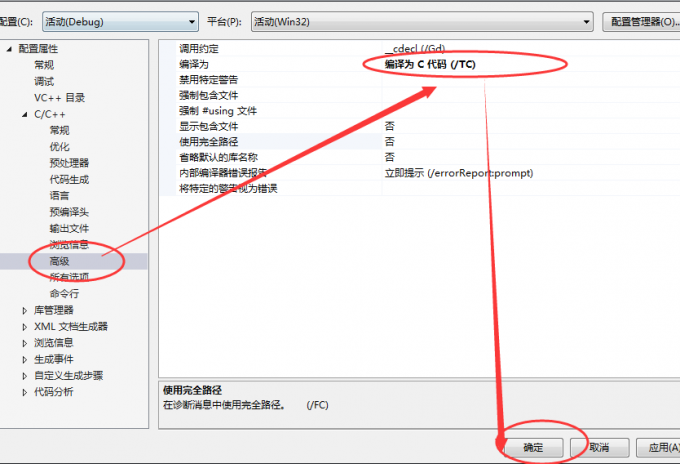 配置(C): 活动(Debug) 平台(P): 活动(Win32) 配置管理器(O)...
配置属性
常规
调试
VC++ 目录
C/C++
常规
优化
预处理器
代码生成
语言
预编译头
输出文件
浏览信息
高级
所有选项
命令行
库管理器
XML 文档生成器
浏览信息
生成事件
自定义生成步骤
代码分析
调用约定 __cdecl (/Gd)
编译为 编译为 C 代码 (/TC)
禁用特定警告
强制包含文件
强制 #using 文件
显示包含文件 否
使用完全路径 否
省略默认的库名称 否
内部编译器错误报告 立即提示 (/errorReport:prompt)
将特定的警告视为错误
使用完全路径
在诊断消息中使用完全路径。 (/FC)
确定 取消 应用(A)